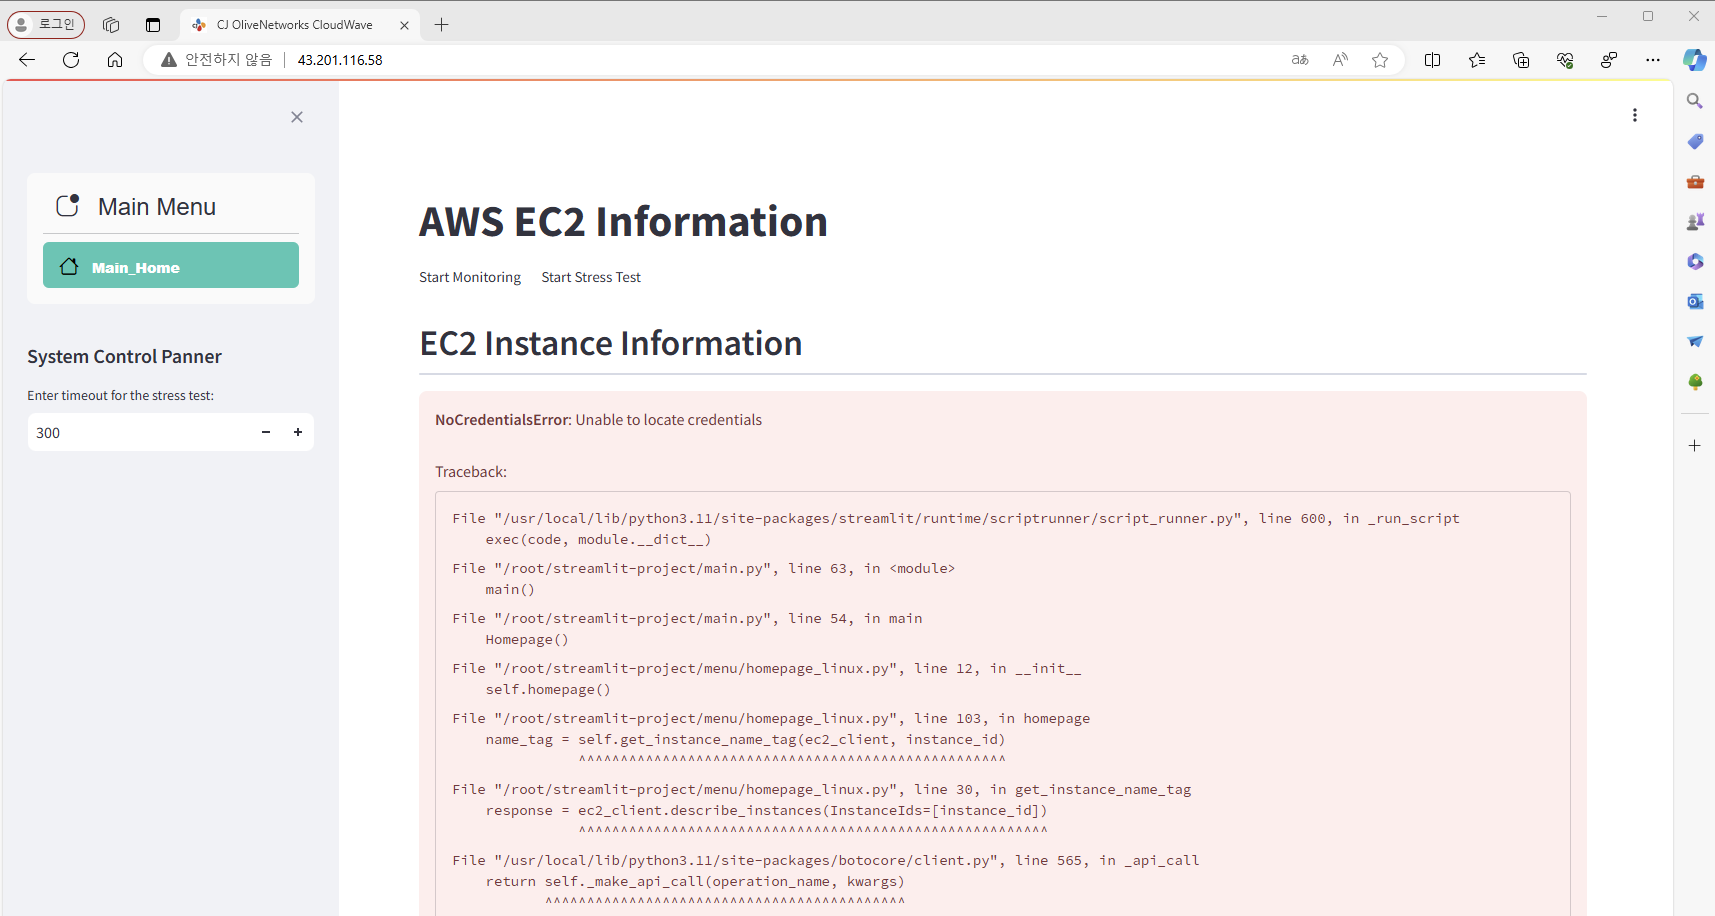 로그인
CJ OliveNetworks CloudWave
안전하지 않음
43.201.116.58
aあ
Main Menu
Main_Home
System Control Panner
Enter timeout for the stress test:
300
AWS EC2 Information
Start Monitoring Start Stress Test
EC2 Instance Information
NoCredentialsError: Unable to locate credentials
Traceback:
File "/usr/local/lib/python3.11/site-packages/streamlit/runtime/scriptrunner/script_runner.py", line 600, in _run_script
exec(code, module.__dict__)
File "/root/streamlit-project/main.py", line 63, in <module>
main()
File "/root/streamlit-project/main.py", line 54, in main
Homepage()
File "/root/streamlit-project/menu/homepage_linux.py", line 12, in __init__
self.homepage()
File "/root/streamlit-project/menu/homepage_linux.py", line 103, in homepage
name_tag = self.get_instance_name_tag(ec2_client, instance_id)
^^^^^^^^^^^^^^^^^^^^^^^^^^^^^^^^^^^^^^^^^^^^^^^^^^^
File "/root/streamlit-project/menu/homepage_linux.py", line 30, in get_instance_name_tag
response = ec2_client.describe_instances(InstanceIds=[instance_id])
^^^^^^^^^^^^^^^^^^^^^^^^^^^^^^^^^^^^^^^^^^^^^^^^^^^^^^^^
File "/usr/local/lib/python3.11/site-packages/botocore/client.py", line 565, in _api_call
return self._make_api_call(operation_name, kwargs)
^^^^^^^^^^^^^^^^^^^^^^^^^^^^^^^^^^^^^^^^^^^